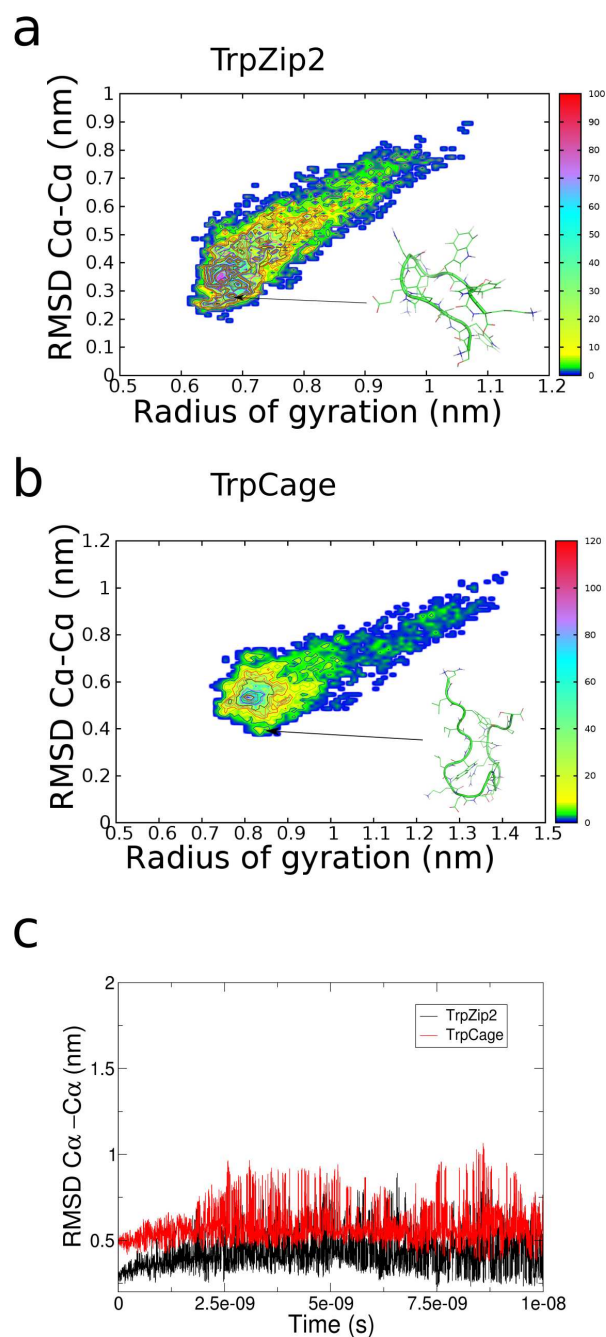 a
TrpZip2
RMSD Ca-Ca (nm)
1
0.9
0.8
0.7
0.6
0.5
0.4
0.3
0.2
0.1
0
0.5 0.6 0.7 0.8 0.9 1 1.1 1.2
Radius of gyration (nm)
100
90
80
70
60
50
40
30
20
10
0
b
TrpCage
RMSD Ca-Ca (nm)
1.2
1
0.8
0.6
0.4
0.2
0
0.5 0.6 0.7 0.8 0.9 1 1.1 1.2 1.3 1.4 1.5
Radius of gyration (nm)
120
100
80
60
40
20
0
c
RMSD Cα –Cα (nm)
2
1.5
1
0.5
TrpZip2
TrpCage
0 2.5e-09 5e-09 7.5e-09 1e-08
Time (s)